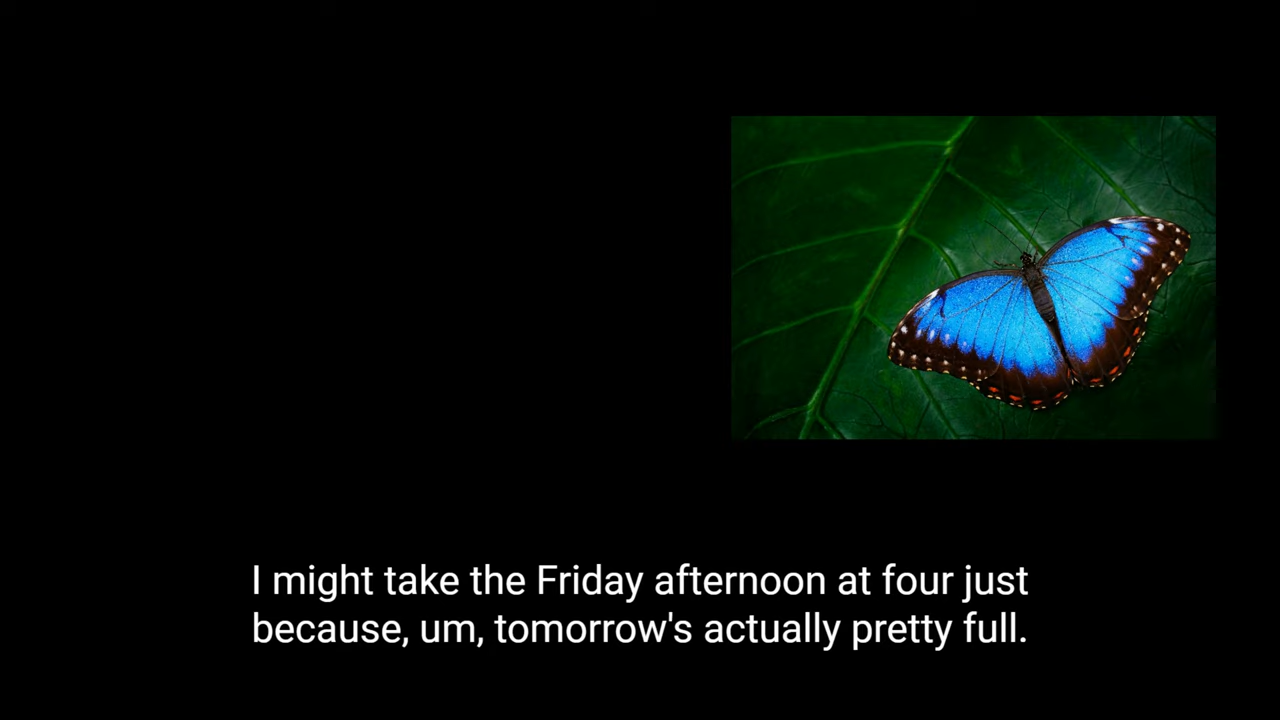 I might take the Friday afternoon at four just
because, um, tomorrow's actually pretty full.